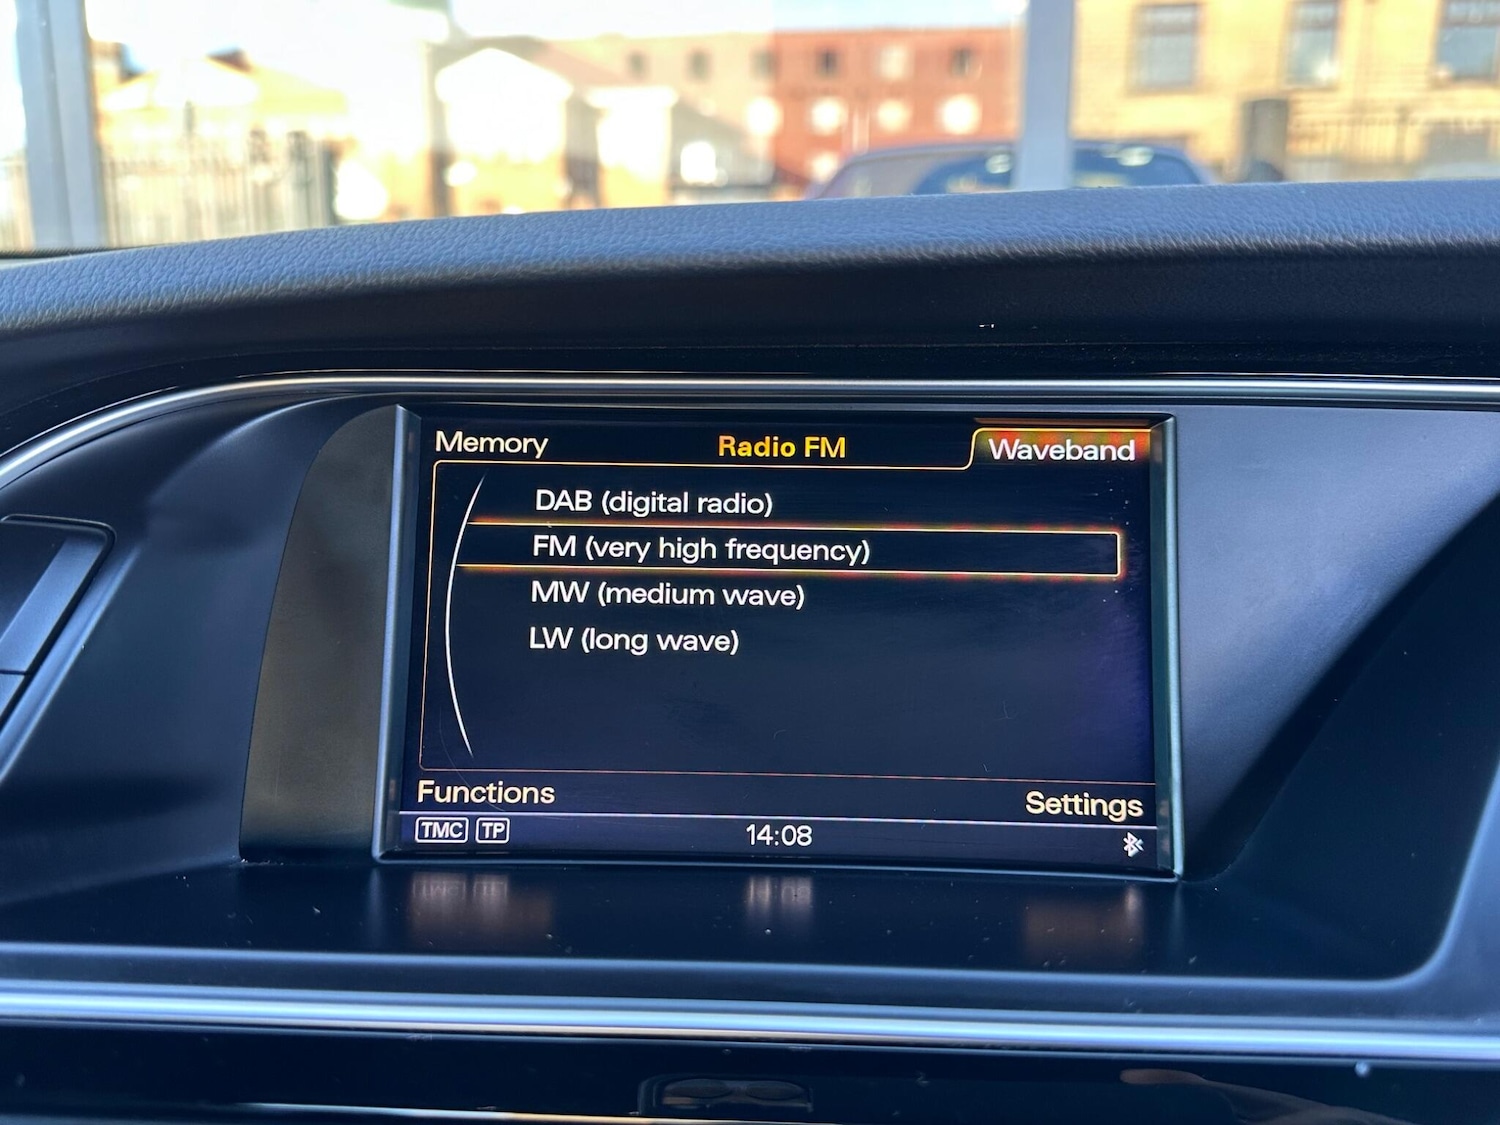 Memory Radio FM Waveband
DAB (digital radio)
FM (very high frequency)
MW (medium wave)
LW (long wave)
Functions Settings
TMC TP 14:08